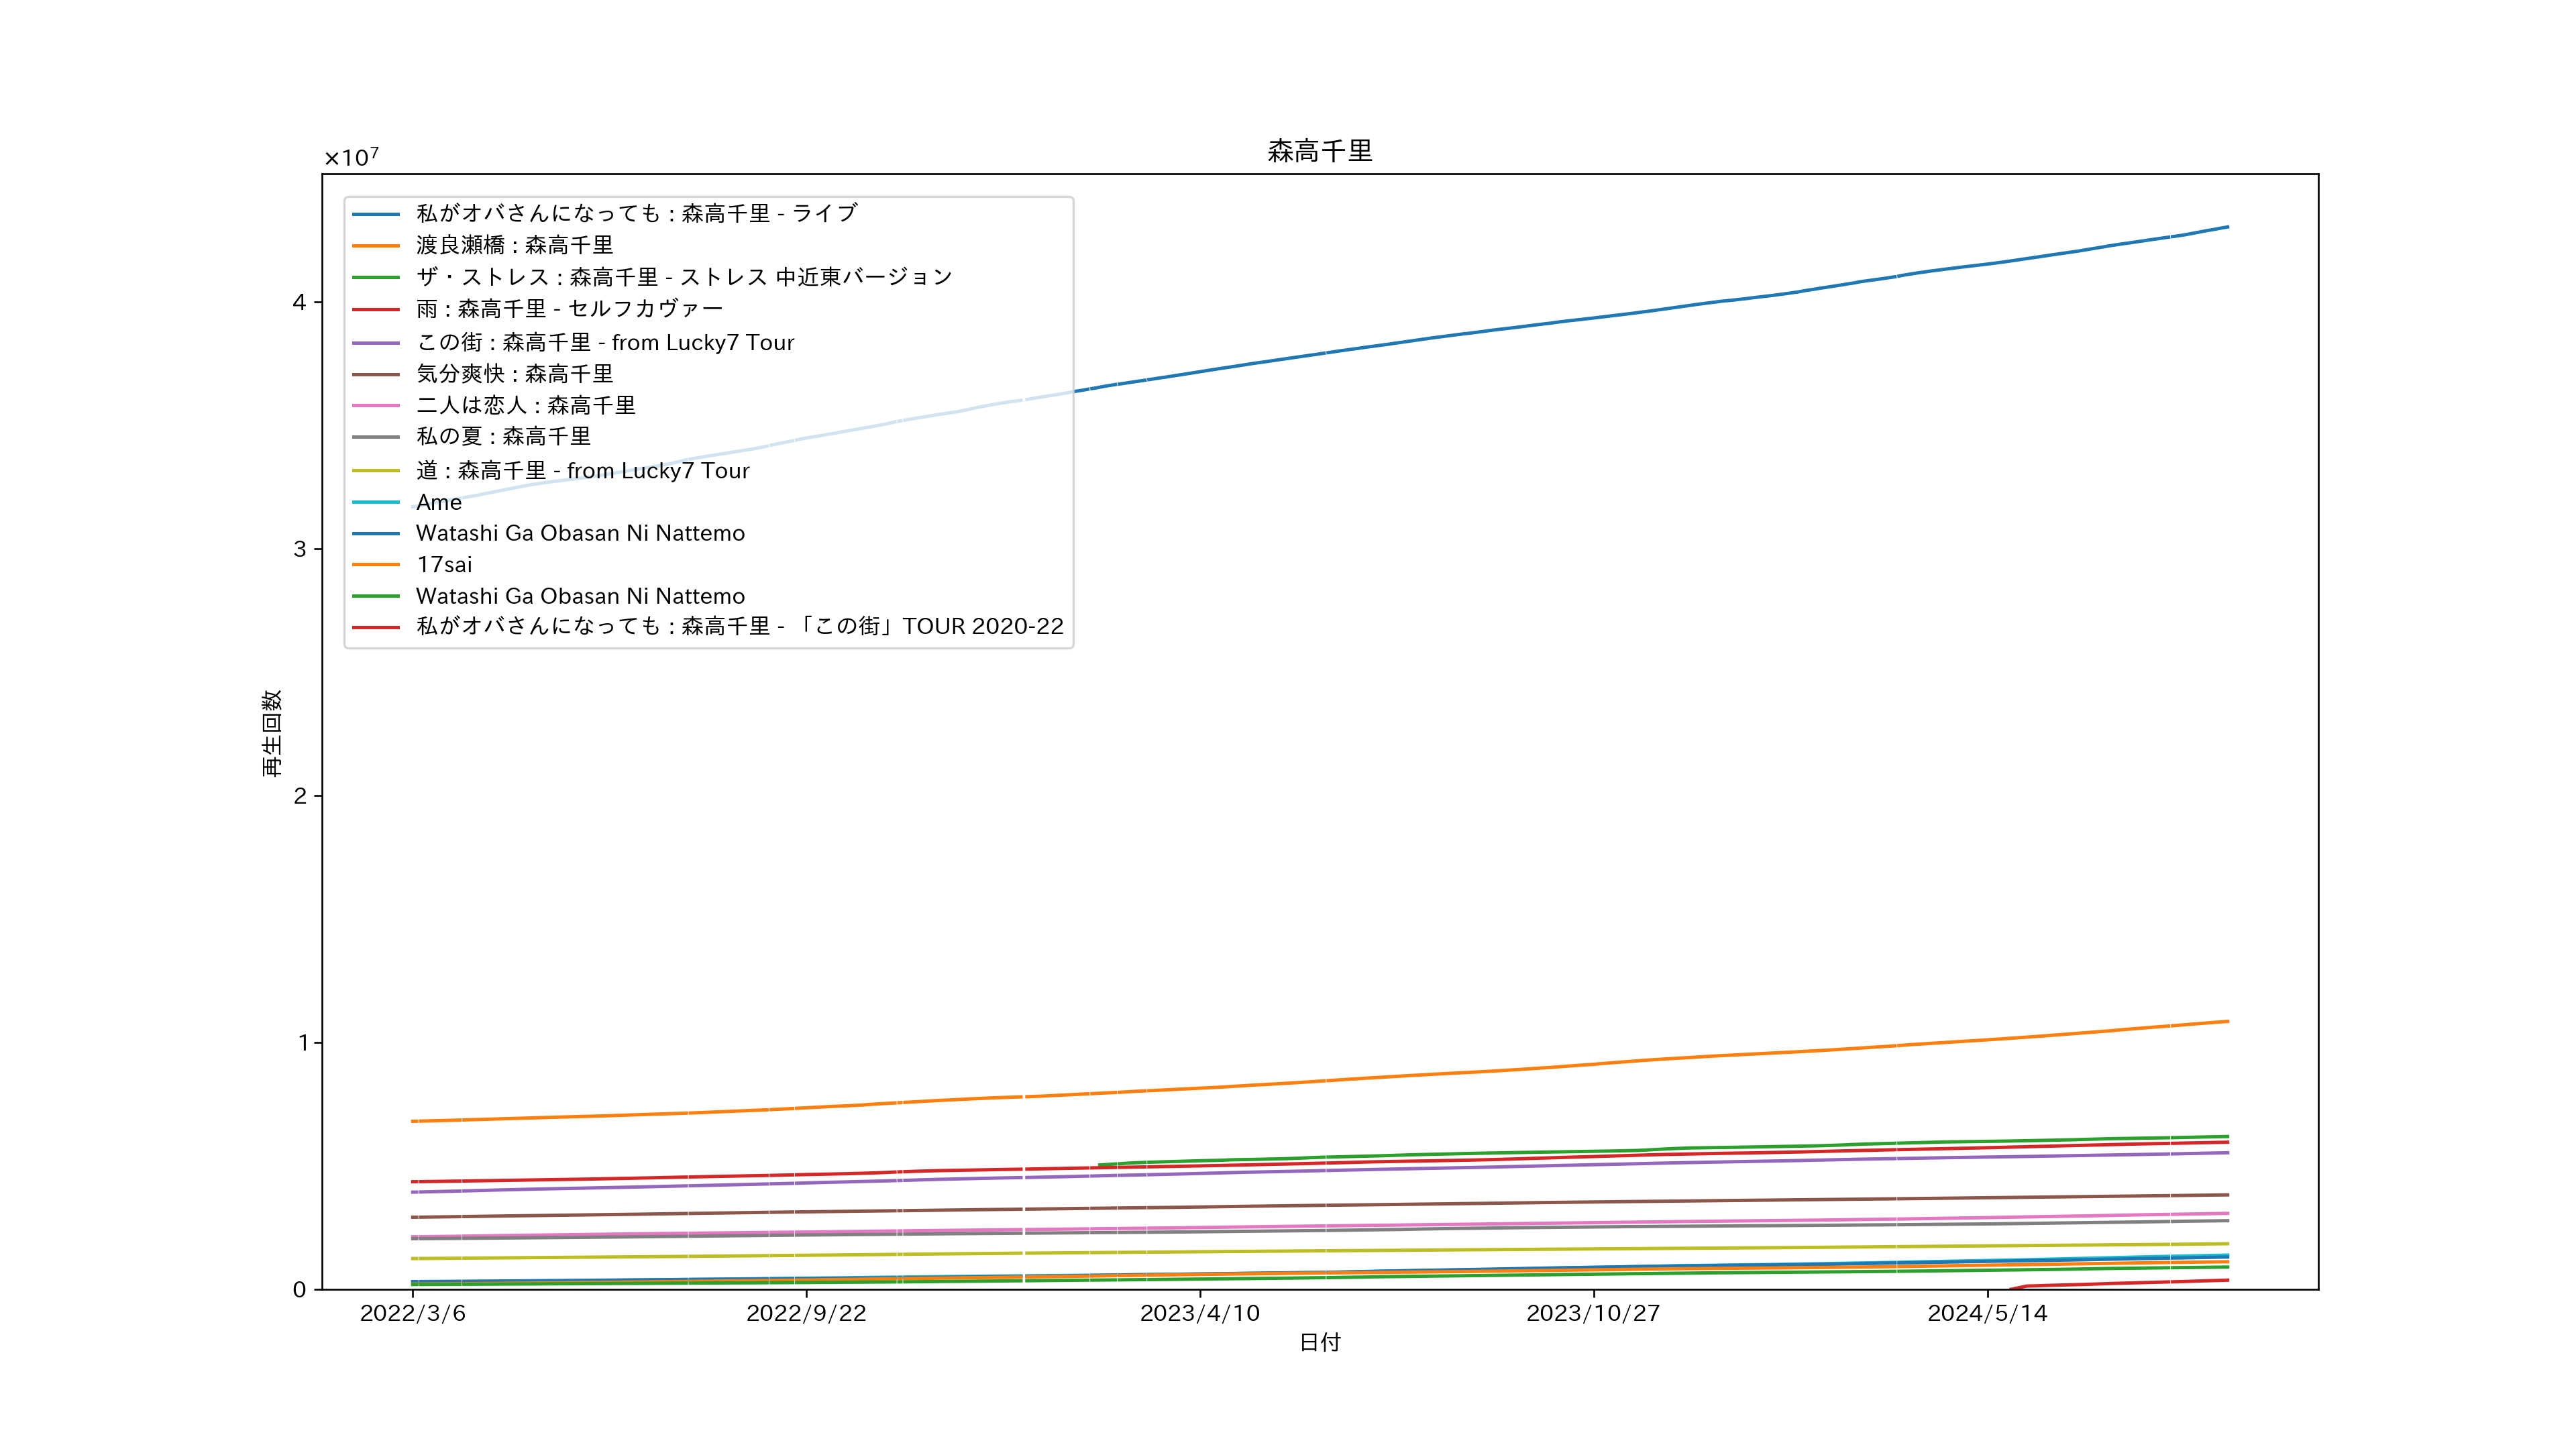 森高千里
×10⁷
私がオバさんになっても : 森高千里 - ライブ
渡良瀬橋 : 森高千里
ザ・ストレス : 森高千里 - ストレス 中近東バージョン
雨 : 森高千里 - セルフカヴァー
この街 : 森高千里 - from Lucky7 Tour
気分爽快 : 森高千里
二人は恋人 : 森高千里
私の夏 : 森高千里
道 : 森高千里 - from Lucky7 Tour
Ame
Watashi Ga Obasan Ni Nattemo
17sai
Watashi Ga Obasan Ni Nattemo
私がオバさんになっても : 森高千里 - 「この街」TOUR 2020-22
4
3
2
1
0
再生回数
2022/3/6 2022/9/22 2023/4/10 2023/10/27 2024/5/14
日付